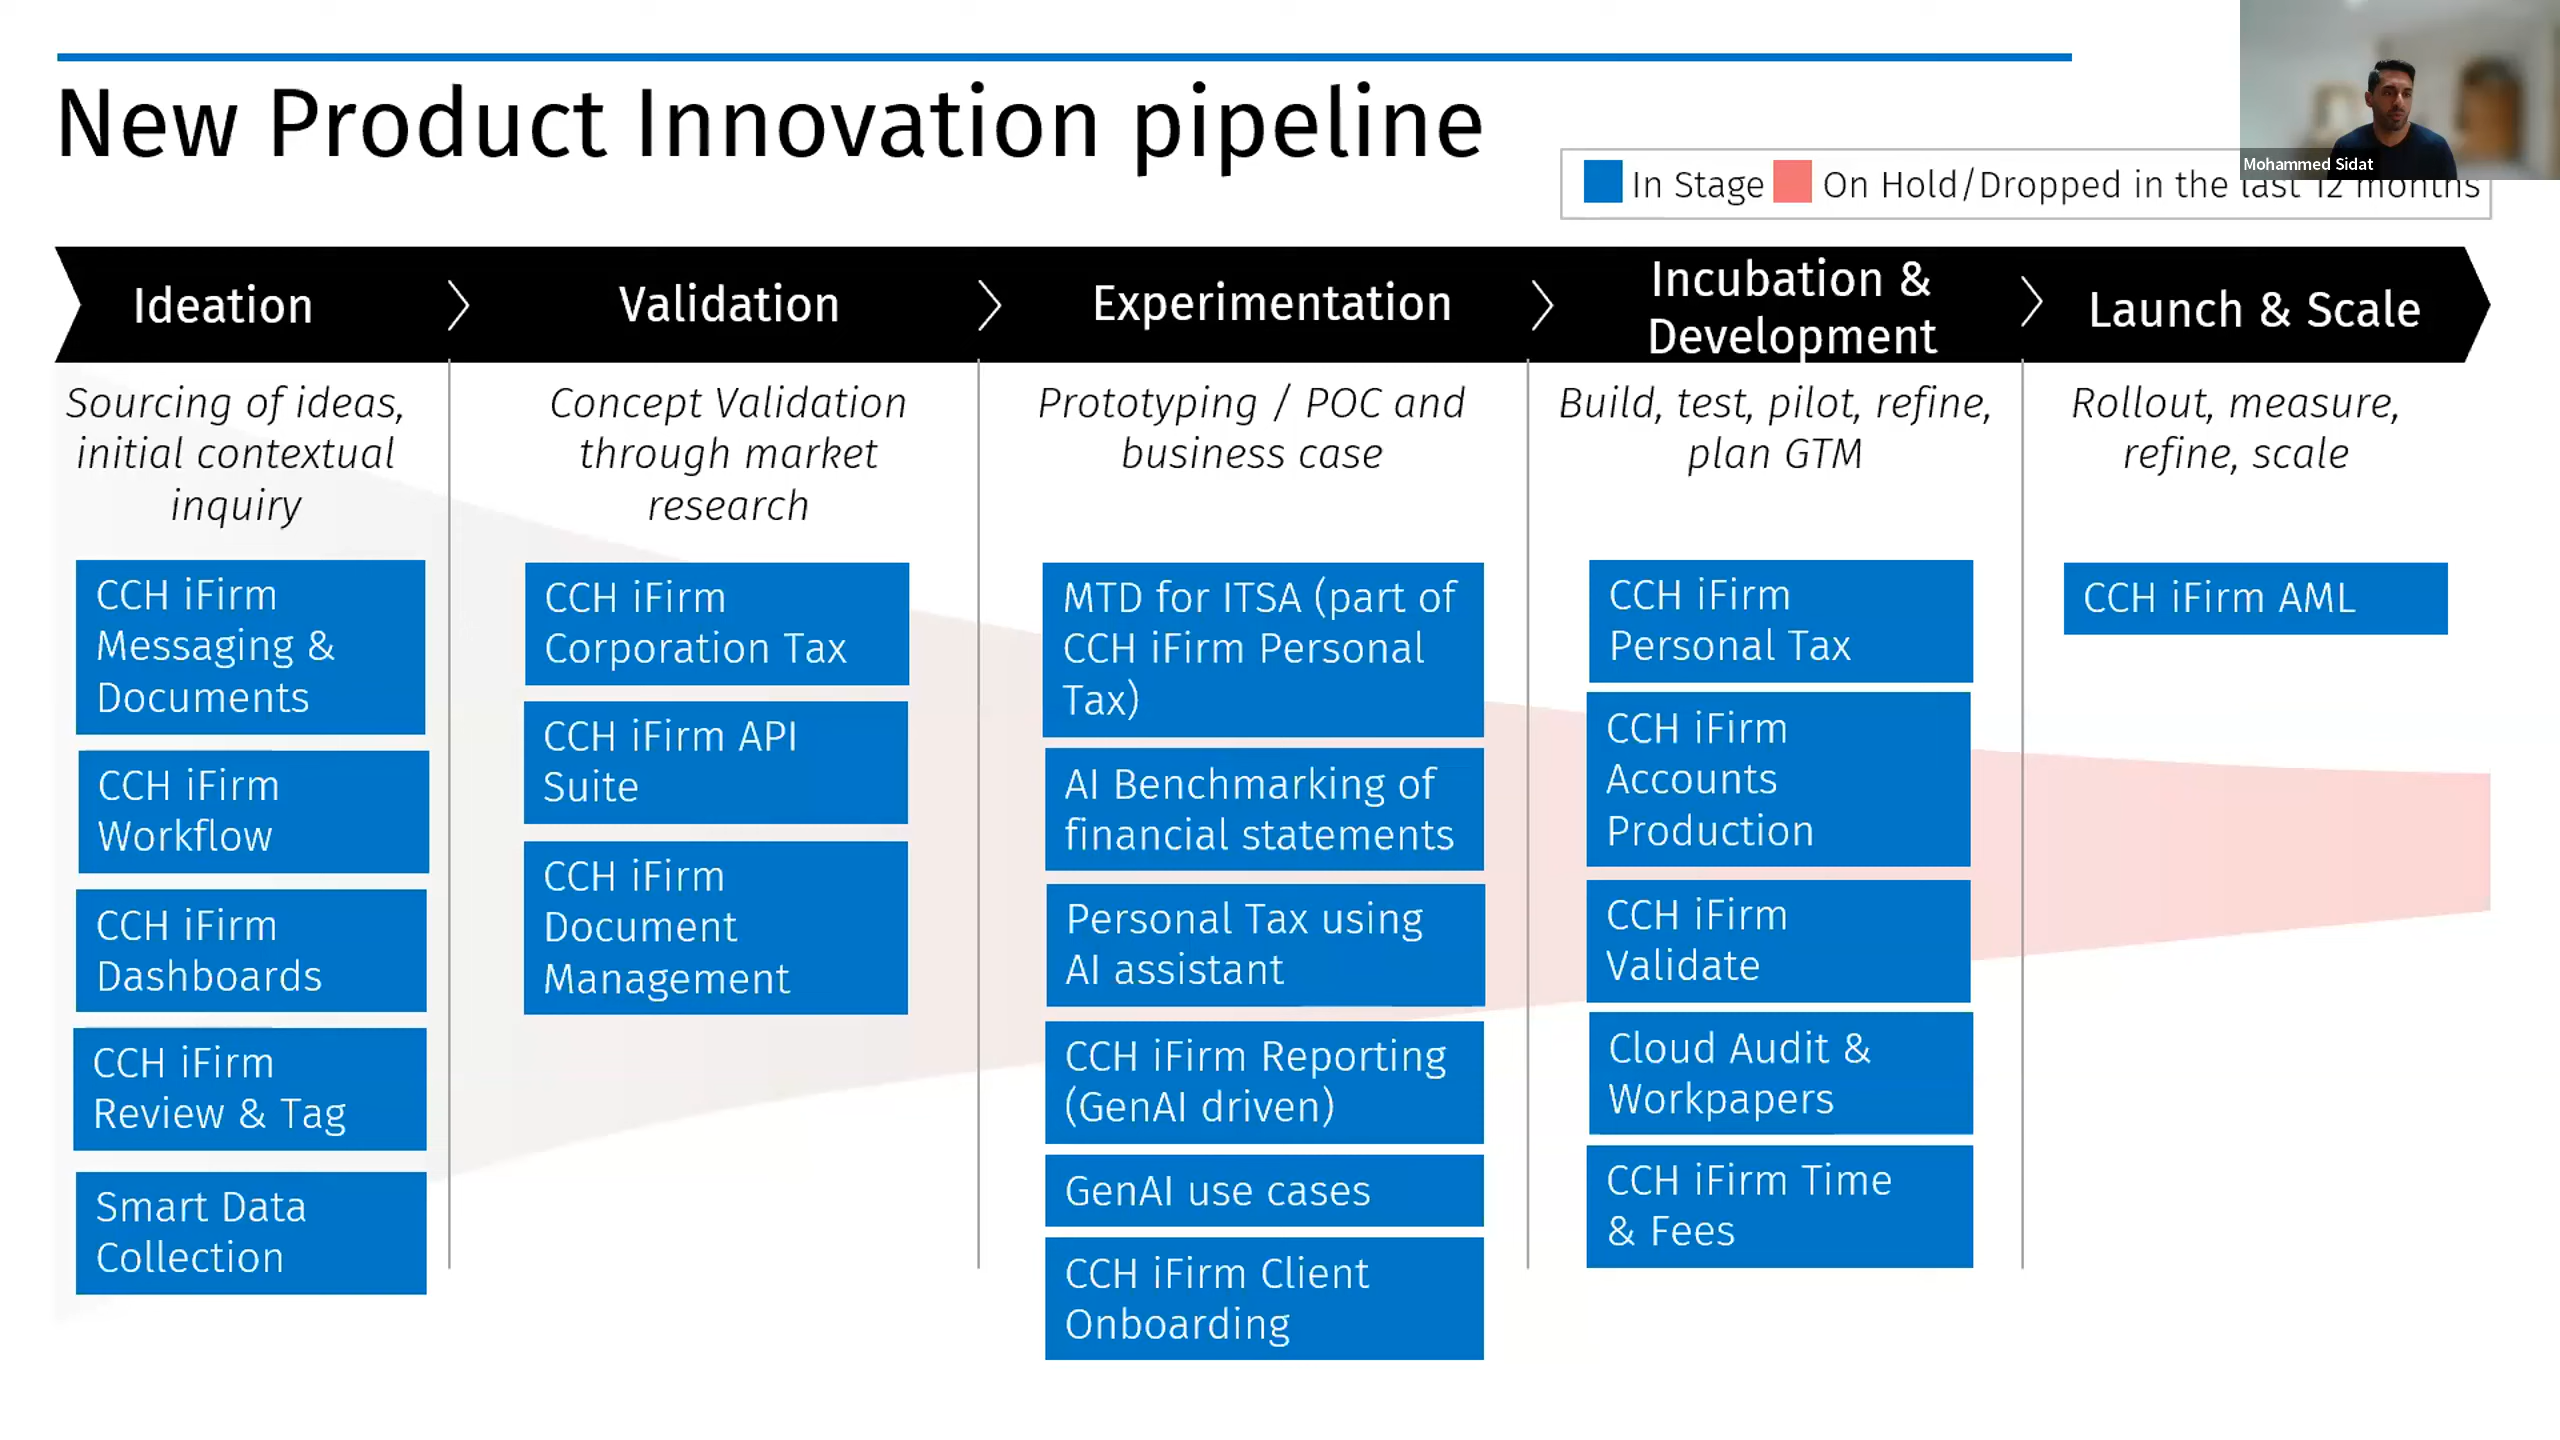 New Product Innovation pipeline
Mohammed Sidat
In Stage
On Hold/Dropped in the last 12 months
Ideation
Validation
Experimentation
Incubation &
Development
Launch & Scale
Sourcing of ideas,
initial contextual
inquiry
Concept Validation
through market
research
Prototyping / POC and
business case
Build, test, pilot, refine,
plan GTM
Rollout, measure,
refine, scale
CCH iFirm
Messaging &
Documents
CCH iFirm
Workflow
CCH iFirm
Dashboards
CCH iFirm
Review & Tag
Smart Data
Collection
CCH iFirm
Corporation Tax
CCH iFirm API
Suite
CCH iFirm
Document
Management
MTD for ITSA (part of
CCH iFirm Personal
Tax)
AI Benchmarking of
financial statements
Personal Tax using
AI assistant
CCH iFirm Reporting
(GenAI driven)
GenAI use cases
CCH iFirm Client
Onboarding
CCH iFirm
Personal Tax
CCH iFirm
Accounts
Production
CCH iFirm
Validate
Cloud Audit &
Workpapers
CCH iFirm Time
& Fees
CCH iFirm AML